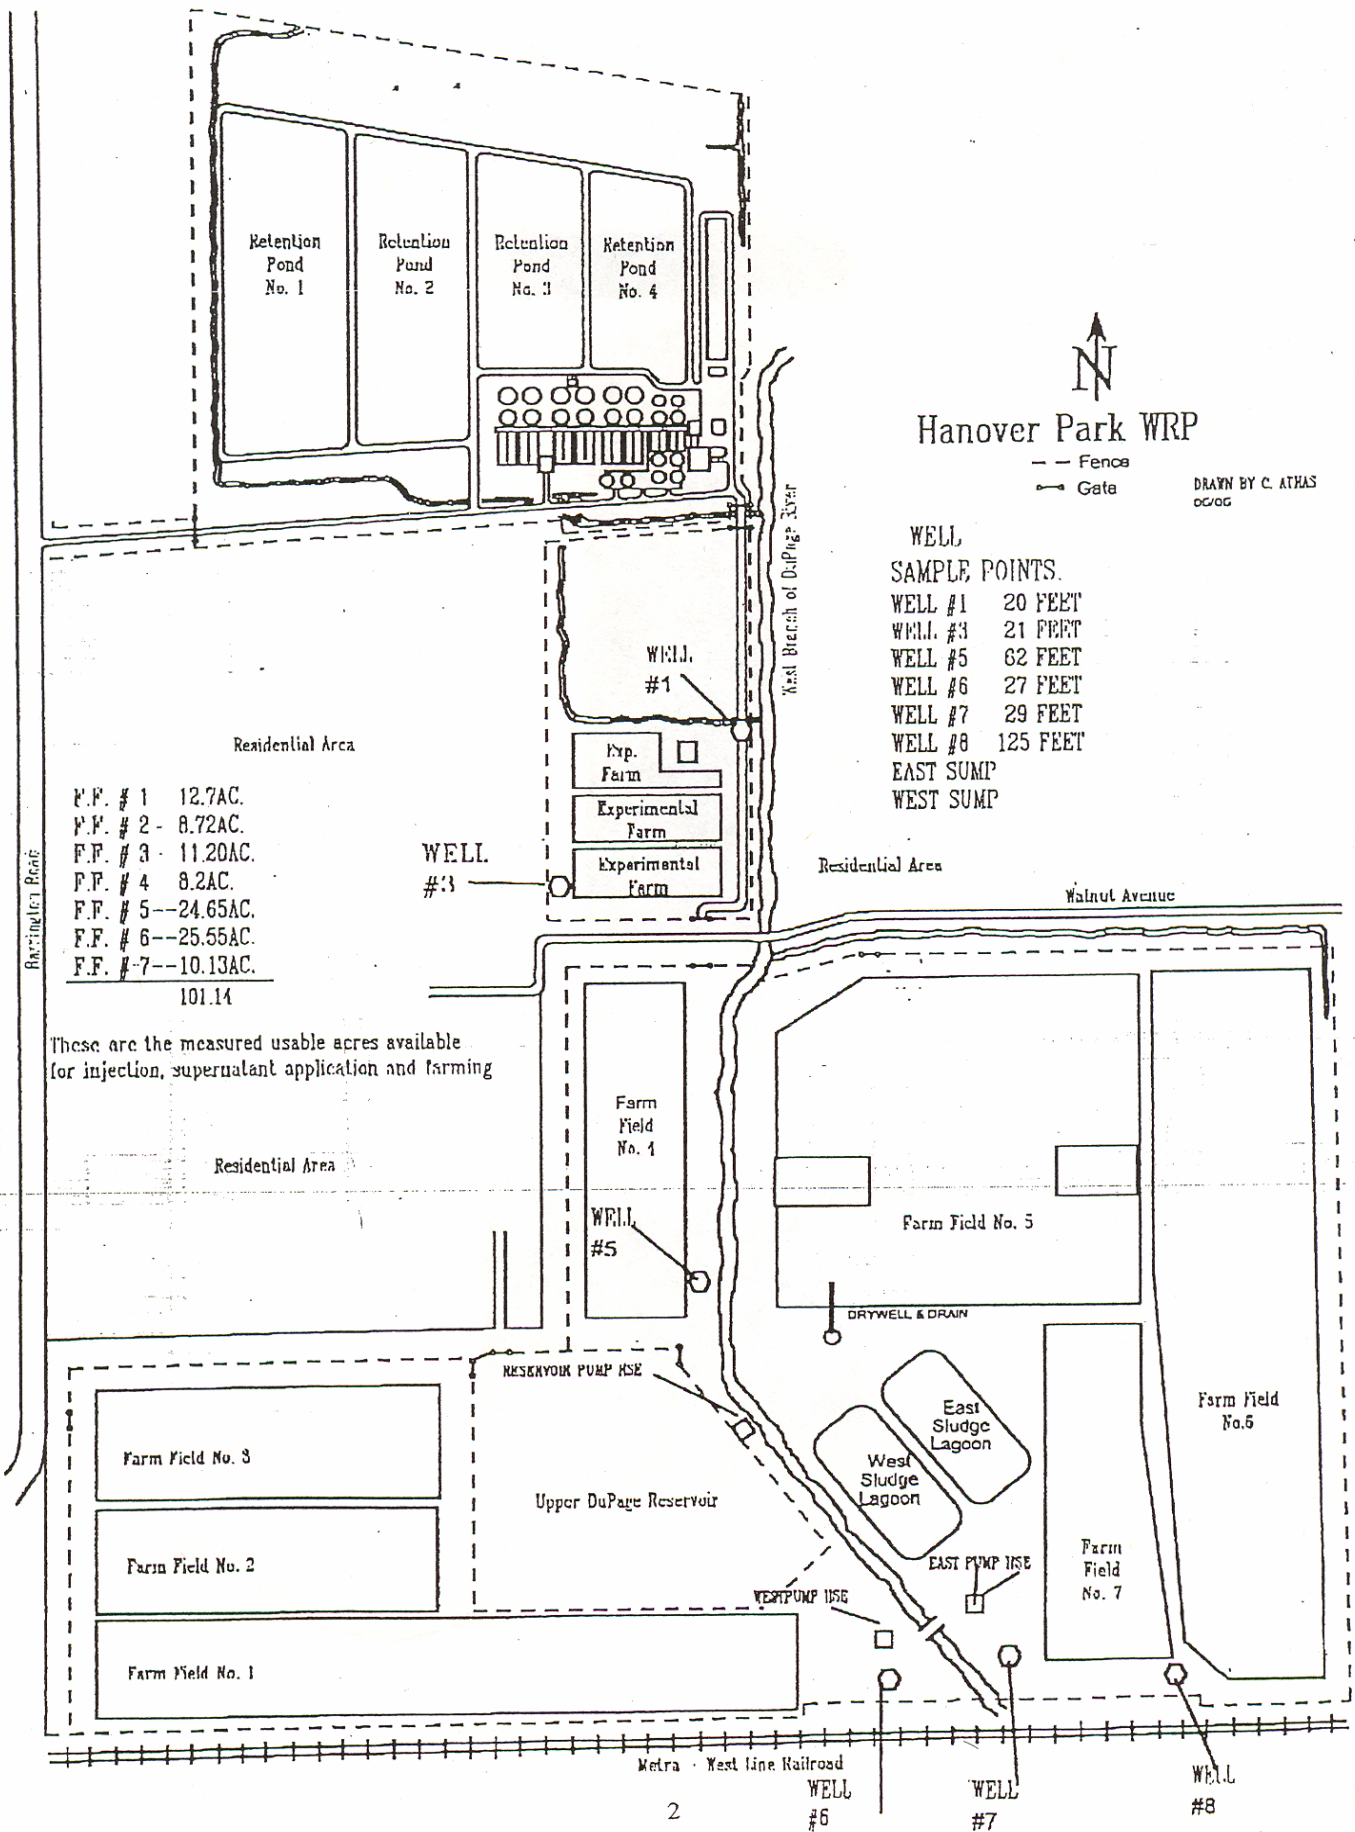 Retention
Pond
No. 1
Retention
Pond
No. 2
Retention
Pond
No. 3
Retention
Pond
No. 4
N
Hanover Park WRP
Fence
Gate
DRAWN BY C. ATHAS
DG/OG
West Branch of DuPage River
WELL
SAMPLE POINTS.
WELL #1 20 FEET
WELL #3 21 FEET
WELL #5 62 FEET
WELL #6 27 FEET
WELL #7 29 FEET
WELL #8 125 FEET
EAST SUMP
WEST SUMP
WELL
#1
Residential Area
Exp.
Farm
Experimental
Farm
Experimental
Farm
WELL
#3
F.F. # 1 12.7AC.
F.F. # 2 - 8.72AC.
F.F. # 3 - 11.20AC.
F.F. # 4 8.2AC.
F.F. # 5--24.65AC.
F.F. # 6--25.55AC.
F.F. # 7--10.13AC.
101.14
Barrington Road
Residential Area
Walnut Avenue
These are the measured usable acres available
for injection, supernatant application and farming
Residential Area
Farm
Field
No. 4
WELL
#5
Farm Field No. 5
DRYWELL & DRAIN
RESERVOIR PUMP HSE
East
Sludge
Lagoon
West
Sludge
Lagoon
Farm Field
No.6
Farm Field No. 3
Upper DuPage Reservoir
Farm Field No. 2
EAST PUMP HSE
Farm
Field
No. 7
WESTPUMP HSE
Farm Field No. 1
Metra - West Line Railroad
WELL
#6
WELL
#7
WELL
#8
2